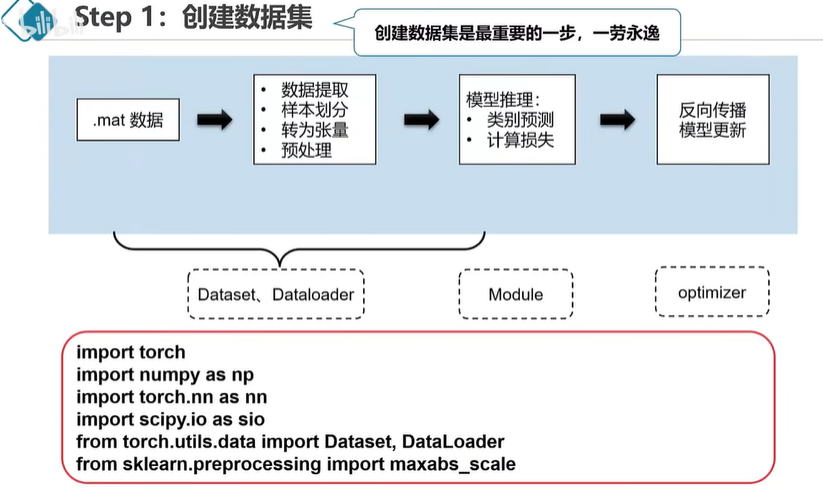 bilibili
Step 1：创建数据集
创建数据集是最重要的一步，一劳永逸
.mat 数据
• 数据提取
• 样本划分
• 转为张量
• 预处理
模型推理：
• 类别预测
• 计算损失
反向传播
模型更新
Dataset、Dataloader
Module
optimizer
import torch
import numpy as np
import torch.nn as nn
import scipy.io as sio
from torch.utils.data import Dataset, DataLoader
from sklearn.preprocessing import maxabs_scale